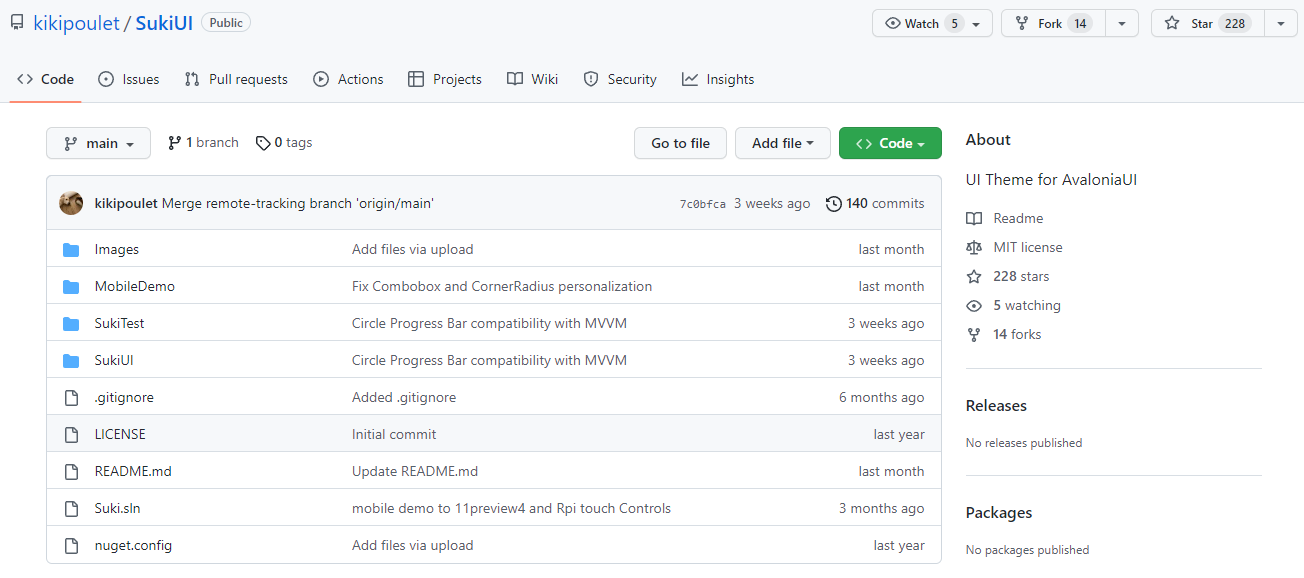 kikipoulet / SukiUI Public Watch 5 Fork 14 Star 228
Code Issues Pull requests Actions Projects Wiki Security Insights
main 1 branch 0 tags Go to file Add file Code
kikipoulet Merge remote-tracking branch 'origin/main' 7c0bfca 3 weeks ago 140 commits
Images Add files via upload last month
MobileDemo Fix Combobox and CornerRadius personalization last month
SukiTest Circle Progress Bar compatibility with MVVM 3 weeks ago
SukiUI Circle Progress Bar compatibility with MVVM 3 weeks ago
.gitignore Added .gitignore 6 months ago
LICENSE Initial commit last year
README.md Update README.md last month
Suki.sln mobile demo to 11preview4 and Rpi touch Controls 3 months ago
nuget.config Add files via upload last year
About
UI Theme for AvaloniaUI
Readme
MIT license
228 stars
5 watching
14 forks
Releases
No releases published
Packages
No packages published